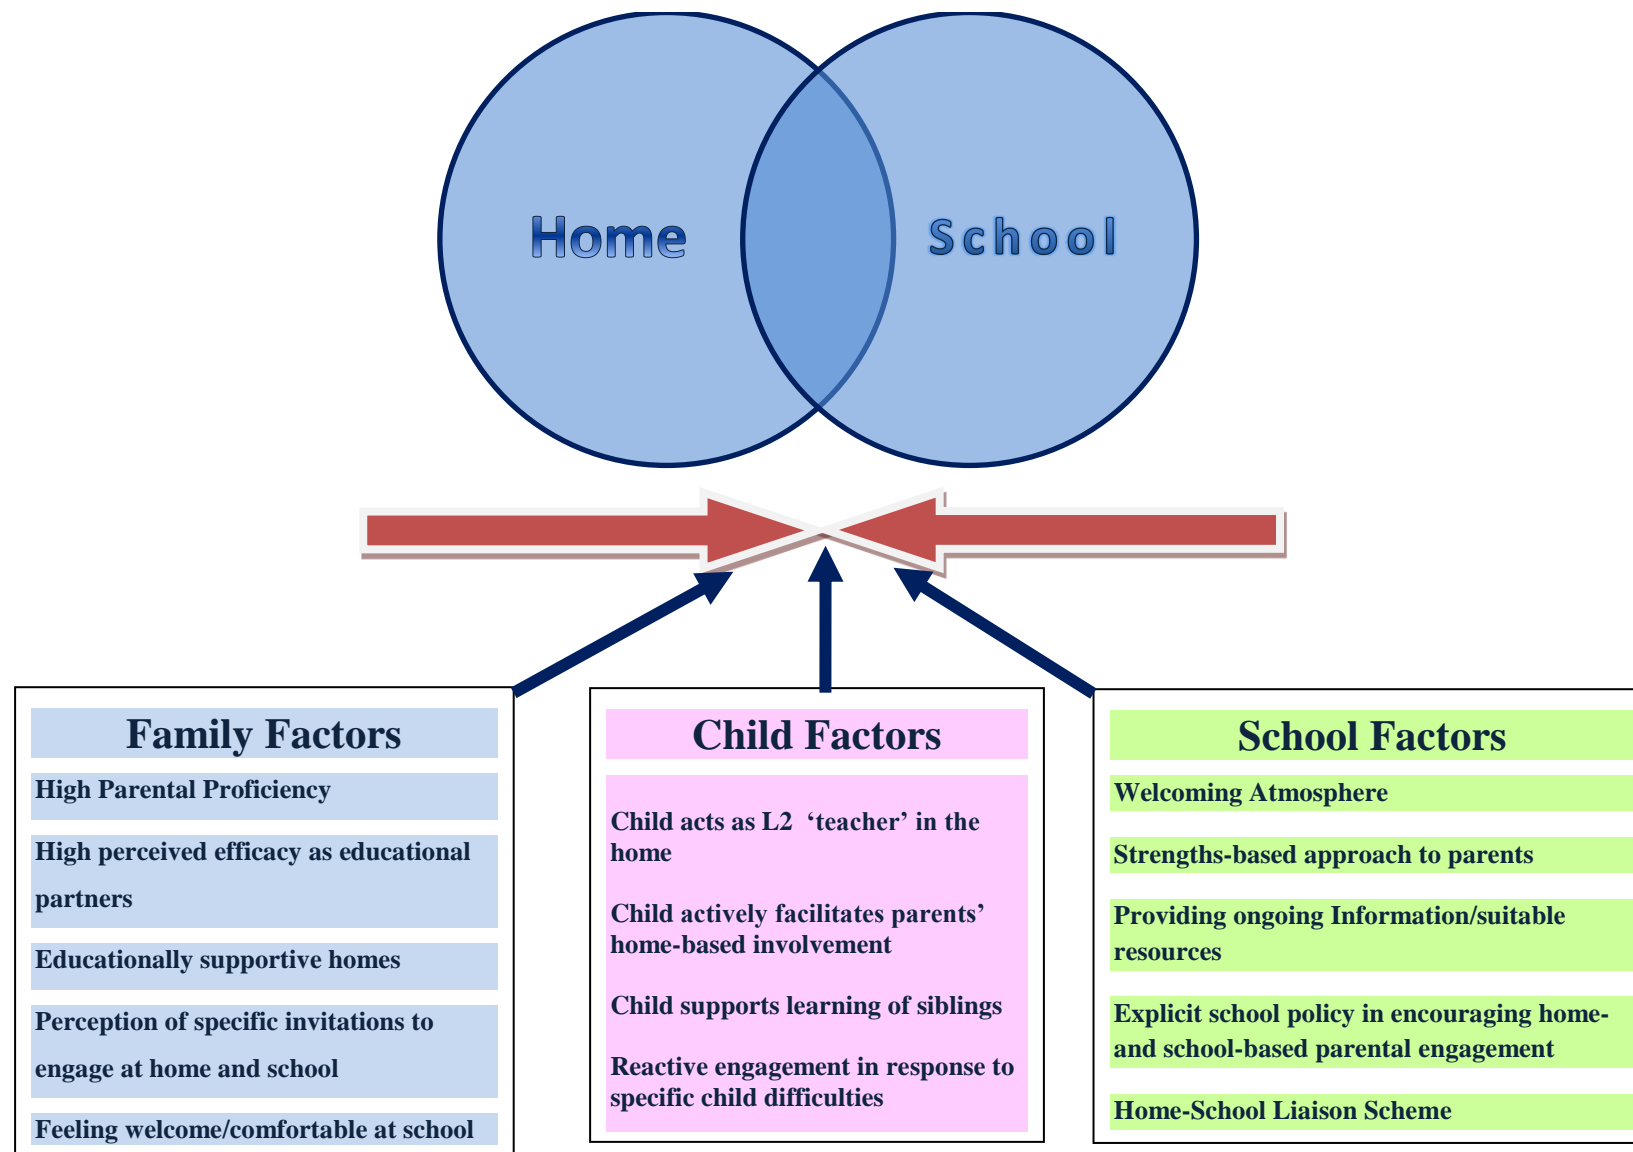 Home
School
Family Factors
High Parental Proficiency
High perceived efficacy as educational
partners
Educationally supportive homes
Perception of specific invitations to
engage at home and school
Feeling welcome/comfortable at school
Child Factors
Child acts as L2 ‘teacher’ in the
home
Child actively facilitates parents’
home-based involvement
Child supports learning of siblings
Reactive engagement in response to
specific child difficulties
School Factors
Welcoming Atmosphere
Strengths-based approach to parents
Providing ongoing Information/suitable
resources
Explicit school policy in encouraging home-
and school-based parental engagement
Home-School Liaison Scheme